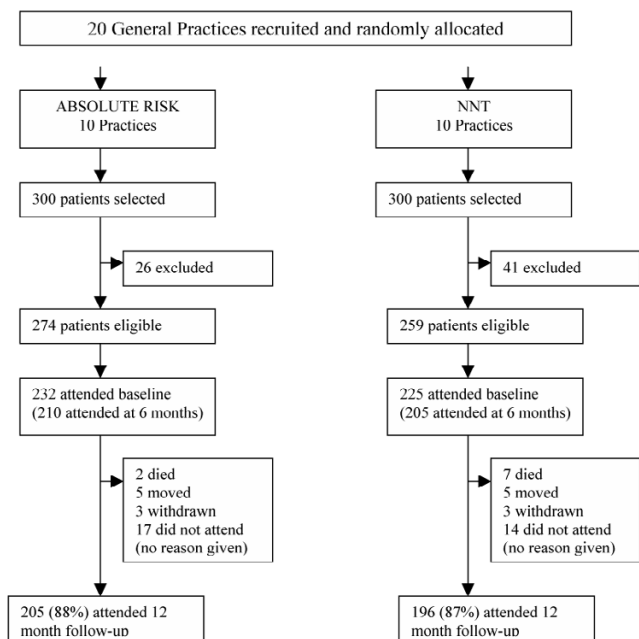 20 General Practices recruited and randomly allocated
ABSOLUTE RISK
10 Practices
300 patients selected
26 excluded
274 patients eligible
232 attended baseline
(210 attended at 6 months)
2 died
5 moved
3 withdrawn
17 did not attend
(no reason given)
205 (88%) attended 12
month follow-up
NNT
10 Practices
300 patients selected
41 excluded
259 patients eligible
225 attended baseline
(205 attended at 6 months)
7 died
5 moved
3 withdrawn
14 did not attend
(no reason given)
196 (87%) attended 12
month follow-up